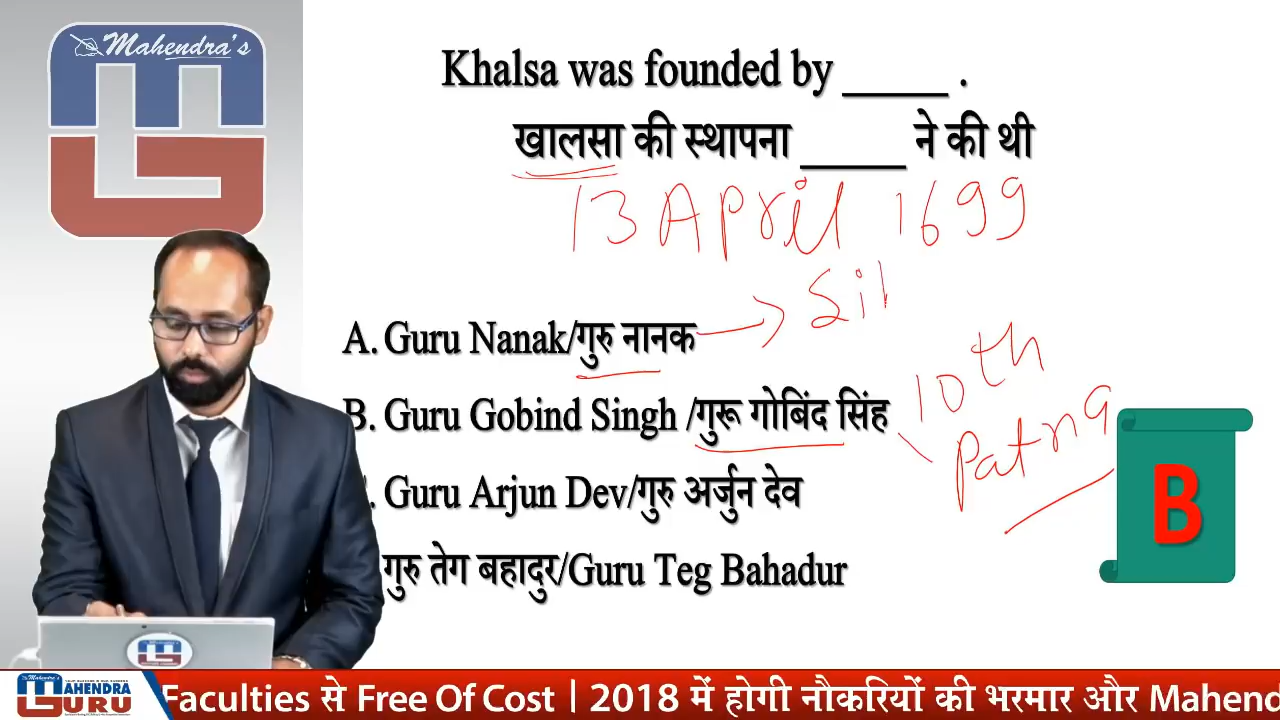 Mahendra's
Khalsa was founded by _____ .
खालसा की स्थापना _____ ने की थी
13 April 1699
A. Guru Nanak/गुरु नानक
B. Guru Gobind Singh /गुरू गोबिंद सिंह
10th
Patna
Guru Arjun Dev/गुरु अर्जुन देव
गुरु तेग बहादुर/Guru Teg Bahadur
B
Mahendra's
MAHENDRA
GURU
Faculties से Free Of Cost | 2018 में होगी नौकरियों की भरमार और Mahend